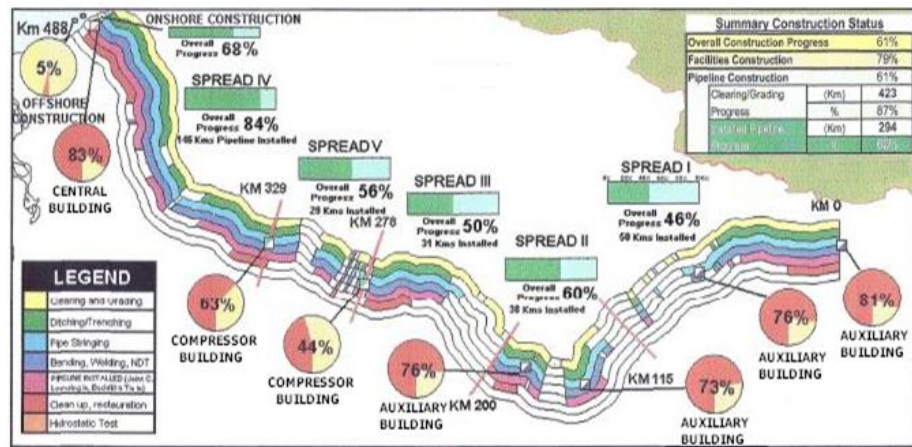 Km 488
ONSHORE CONSTRUCTION
Overall
Progress 68%
5%
OFFSHORE
CONSTRUCTION
SPREAD IV
Overall
Progress 84%
Kms Pipeline Installed
83%
CENTRAL
BUILDING
KM 329
SPREAD V
Overall
Progress 56%
29 Kms Installed
KM 278
SPREAD III
Overall
Progress 50%
31 Kms Installed
SPREAD I
Overall
Progress 46%
50 Kms Installed
KM 0
SPREAD II
Overall
Progress 60%
38 Kms Installed
Summary Construction Status
Overall Construction Progress 61%
Facilities Construction 79%
Pipeline Construction 61%
Clearing/Grading (Km) 423
Progress % 87%
Installed Pipeline (Km) 294
Progress % 60%
63%
COMPRESSOR
BUILDING
44%
COMPRESSOR
BUILDING
76%
AUXILIARY
BUILDING
KM 200
KM 115
73%
AUXILIARY
BUILDING
76%
AUXILIARY
BUILDING
81%
AUXILIARY
BUILDING
LEGEND
Clearing and Grading
Ditching/Trenching
Pipe Stringing
Bending, Welding, NDT
PIPELINE INSTALLED
Clean up, restauration
Hidrostatic Test